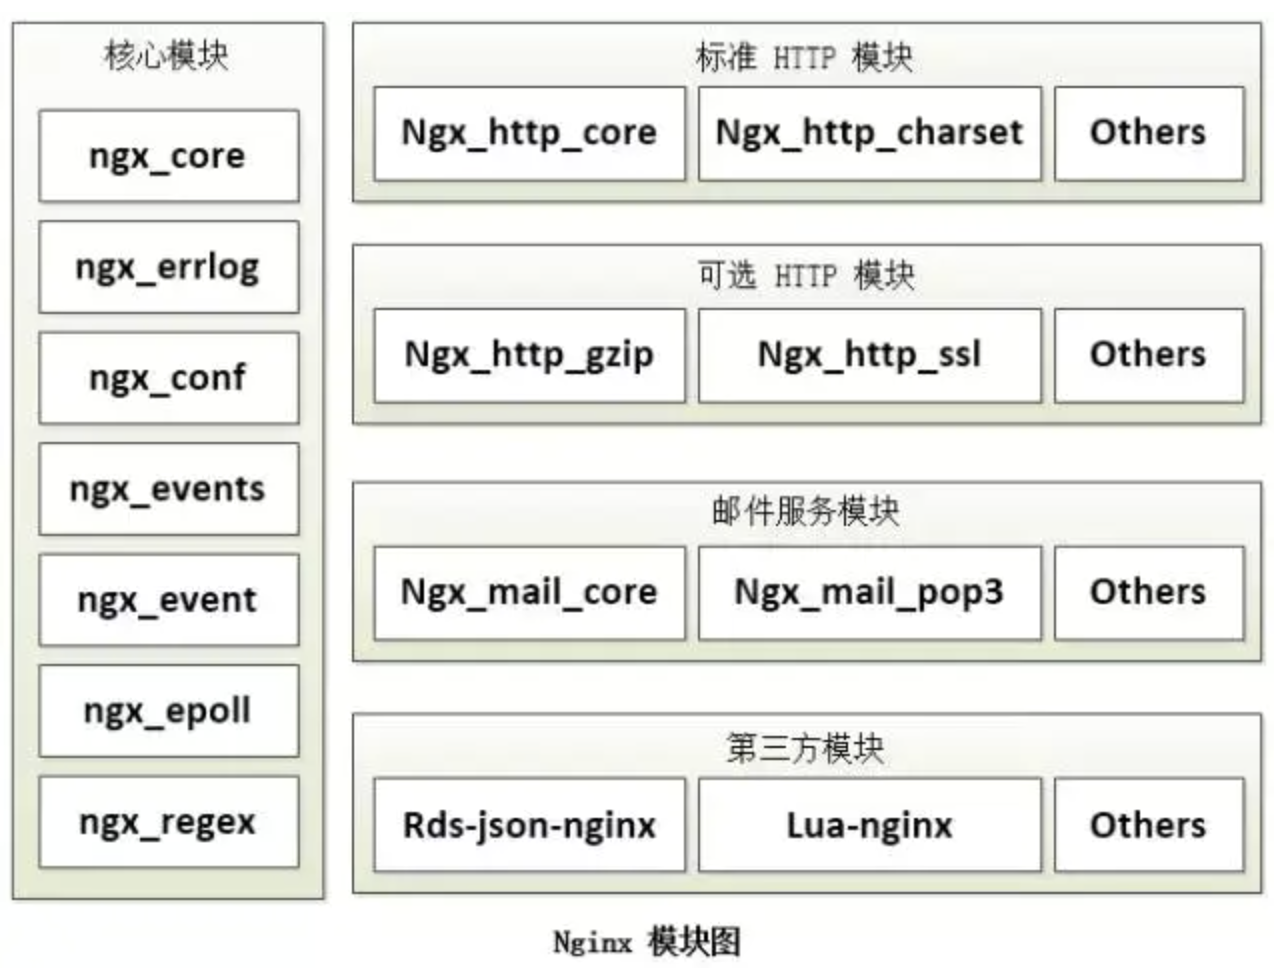 核心模块
ngx_core
ngx_errlog
ngx_conf
ngx_events
ngx_event
ngx_epoll
ngx_regex
标准 HTTP 模块
Ngx_http_core
Ngx_http_charset
Others
可选 HTTP 模块
Ngx_http_gzip
Ngx_http_ssl
Others
邮件服务模块
Ngx_mail_core
Ngx_mail_pop3
Others
第三方模块
Rds-json-nginx
Lua-nginx
Others
Nginx 模块图